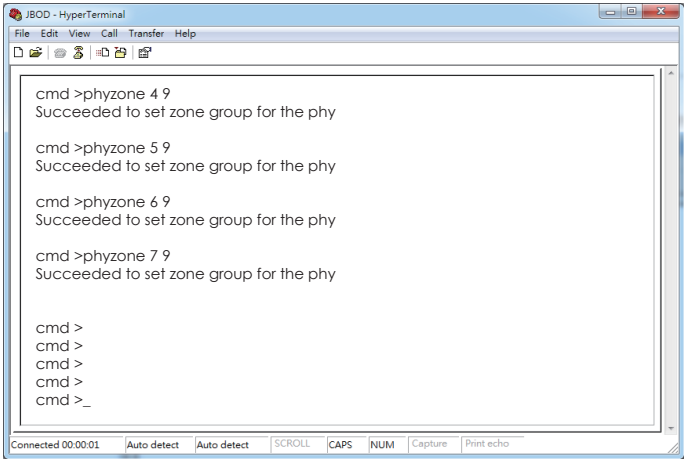 JBOD - HyperTerminal
File Edit View Call Transfer Help
cmd >phyzone 4 9
Succeeded to set zone group for the phy
cmd >phyzone 5 9
Succeeded to set zone group for the phy
cmd >phyzone 6 9
Succeeded to set zone group for the phy
cmd >phyzone 7 9
Succeeded to set zone group for the phy
cmd >
cmd >
cmd >
cmd >
cmd >_
Connected 00:00:01 Auto detect Auto detect SCROLL CAPS NUM Capture Print echo